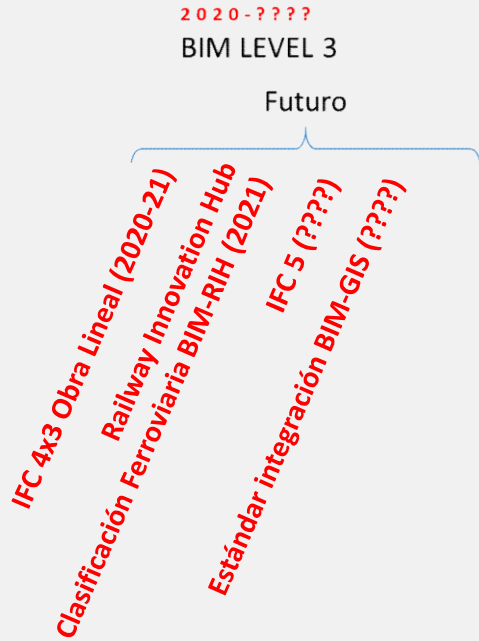 2020-????
BIM LEVEL 3
Futuro
IFC 4x3 Obra Lineal (2020-21)
Railway Innovation Hub
Clasificación Ferroviaria BIM-RIH (2021)
IFC 5 (????)
Estándar integración BIM-GIS (????)